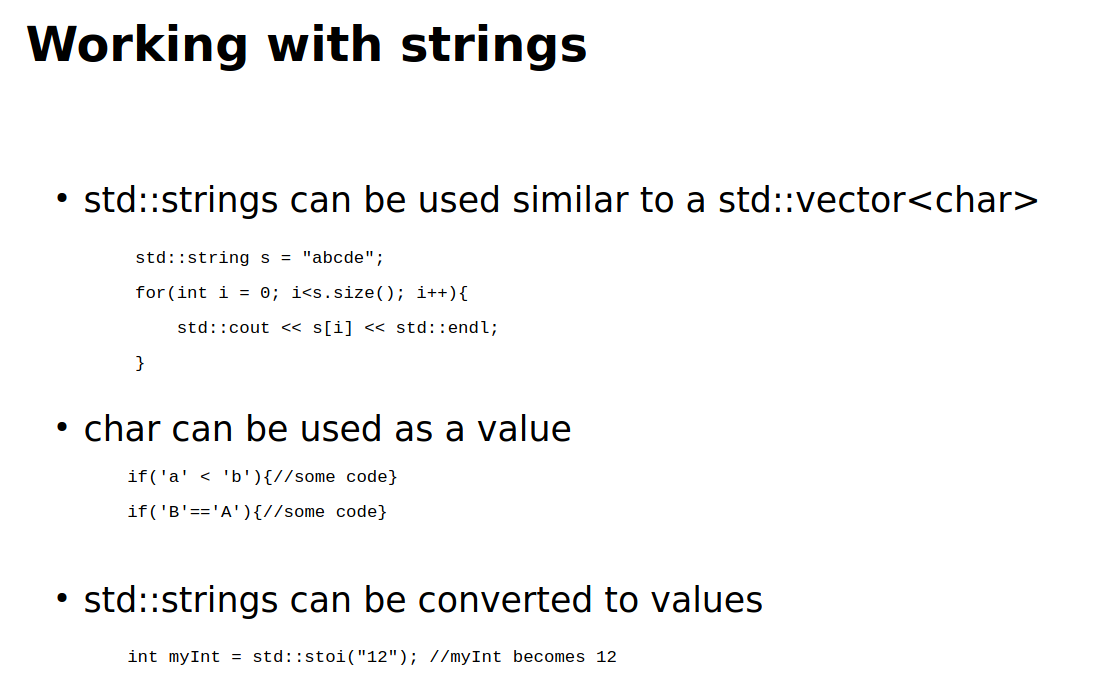 Working with strings
• std::strings can be used similar to a std::vector<char>
std::string s = "abcde";
for(int i = 0; i<s.size(); i++){
    std::cout << s[i] << std::endl;
}
• char can be used as a value
if('a' < 'b'){//some code}
if('B'=='A'){//some code}
• std::strings can be converted to values
int myInt = std::stoi("12"); //myInt becomes 12